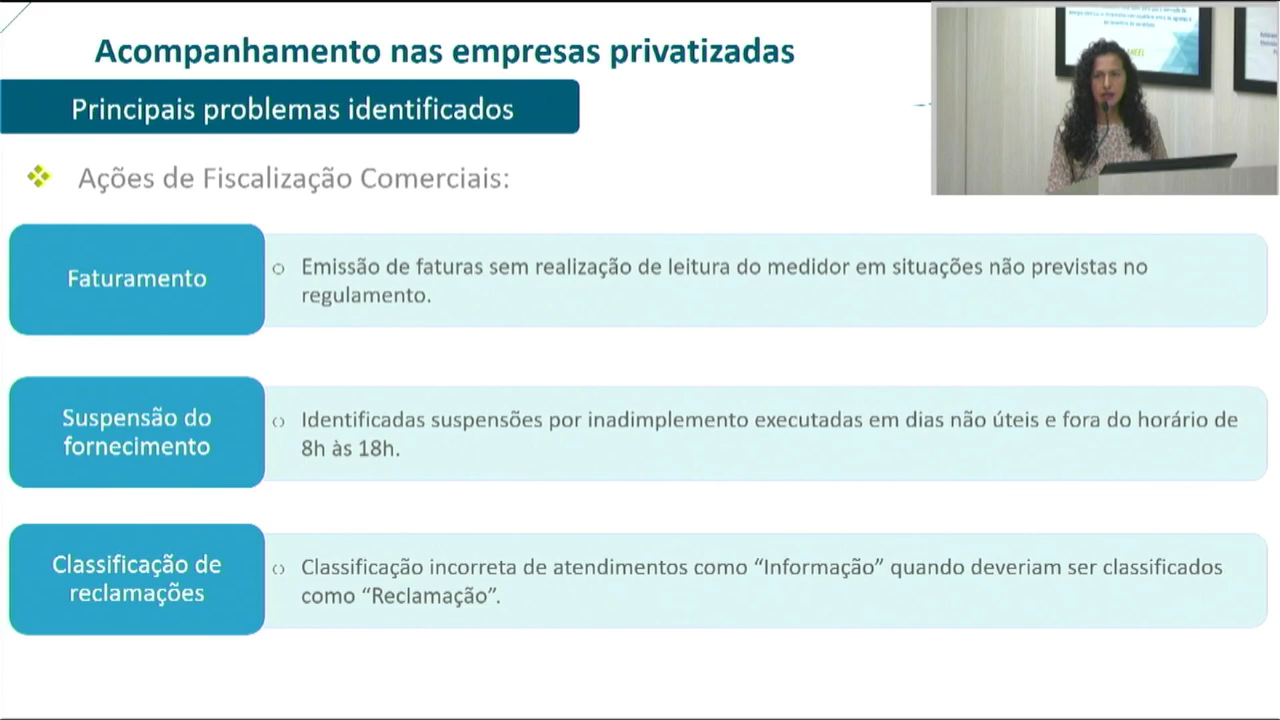 Acompanhamento nas empresas privatizadas
Principais problemas identificados
Ações de Fiscalização Comerciais:
Faturamento
Emissão de faturas sem realização de leitura do medidor em situações não previstas no
regulamento.
Suspensão do
fornecimento
Identificadas suspensões por inadimplemento executadas em dias não úteis e fora do horário de
8h às 18h.
Classificação de
reclamações
Classificação incorreta de atendimentos como “Informação” quando deveriam ser classificados
como “Reclamação”.